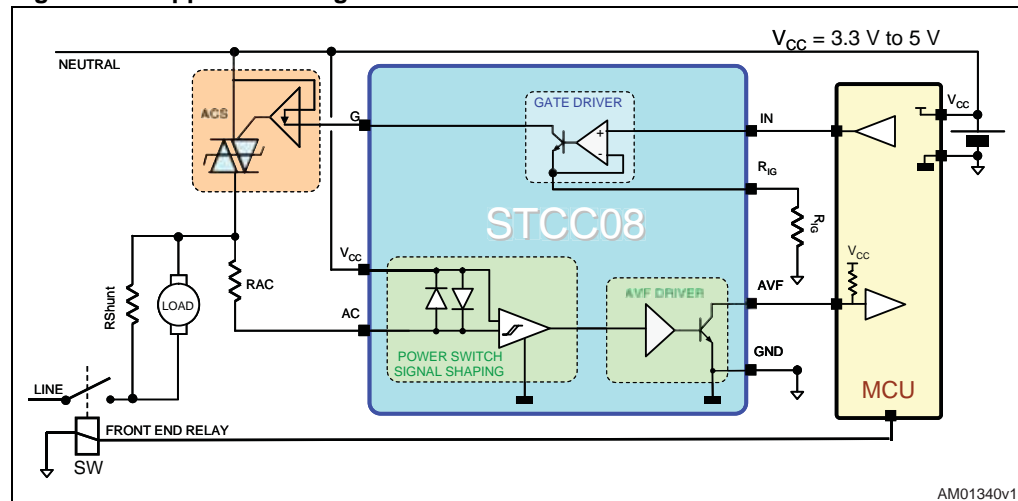 V_CC = 3.3 V to 5 V
NEUTRAL
ACS
G
GATE DRIVER
+
-
IN
V_CC
R_IG
R_IG
STCC08
V_CC
V_CC
RShunt
LOAD
RAC
AC
AVF DRIVER
AVF
POWER SWITCH
SIGNAL SHAPING
GND
MCU
LINE
FRONT END RELAY
SW
AM01340v1